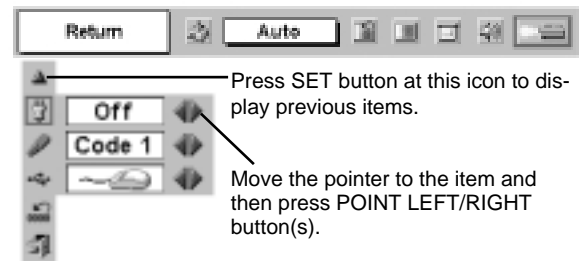 Return
Auto
Press SET button at this icon to dis-
play previous items.
Off
Code 1
Move the pointer to the item and
then press POINT LEFT/RIGHT
button(s).